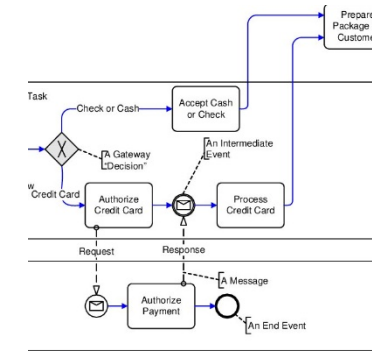 Prepare
Package
Custome
Task
Check or Cash
Accept Cash
or Check
A Gateway
"Decision"
An Intermediate
Event
w
Credit Card
Authorize
Credit Card
Process
Credit Card
Request
Response
A Message
Authorize
Payment
An End Event